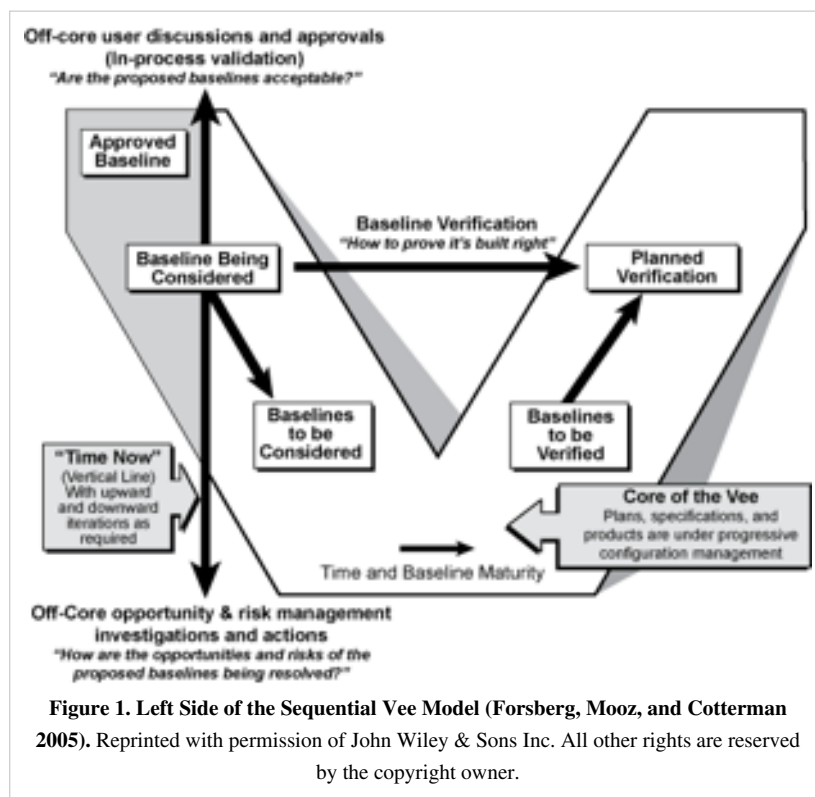 Off-core user discussions and approvals
(In-process validation)
"Are the proposed baselines acceptable?"
Approved
Baseline
Baseline Verification
"How to prove it's built right"
Baseline Being
Considered
Planned
Verification
Baselines
to be
Considered
Baselines
to be
Verified
"Time Now"
(Vertical Line)
With upward
and downward
iterations as
required
Core of the Vee
Plans, specifications, and
products are under progressive
configuration management
Time and Baseline Maturity
Off-Core opportunity & risk management
investigations and actions
"How are the opportunities and risks of the
proposed baselines being resolved?"
Figure 1. Left Side of the Sequential Vee Model (Forsberg, Mooz, and Cotterman
2005). Reprinted with permission of John Wiley & Sons Inc. All other rights are reserved
by the copyright owner.